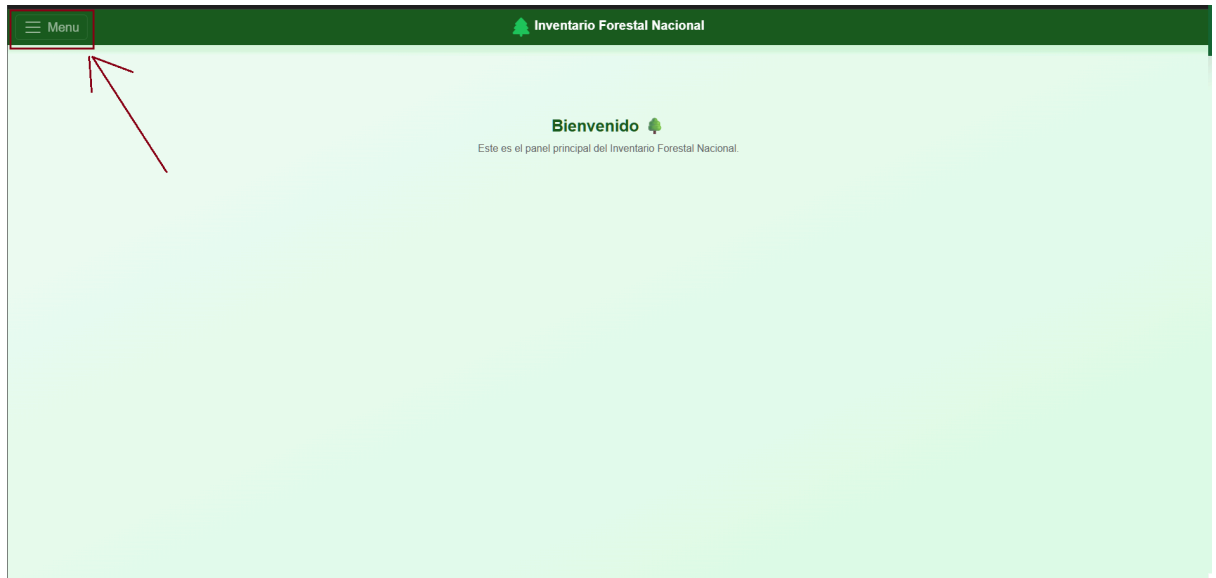 Menu
Inventario Forestal Nacional
Bienvenido
Este es el panel principal del Inventario Forestal Nacional.